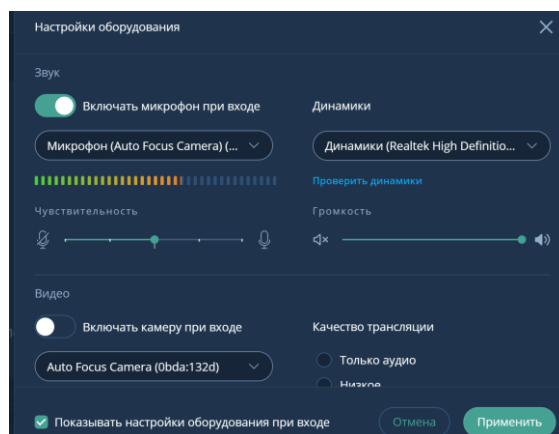 Настройки оборудования
Звук
Включать микрофон при входе
Динамики
Микрофон (Auto Focus Camera) (...
Динамики (Realtek High Definitio...
Проверить динамики
Чувствительность
Громкость
Видео
Включать камеру при входе
Качество трансляции
Auto Focus Camera (0bda:132d)
Только аудио
Низкое
Показывать настройки оборудования при входе
Отмена
Применить